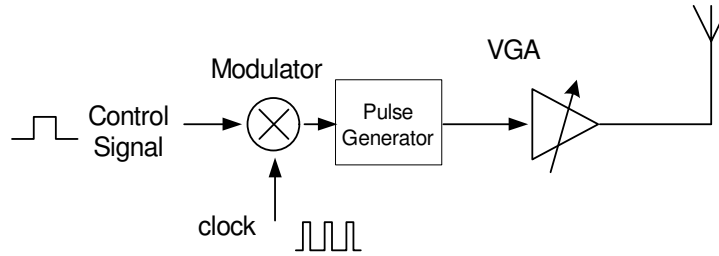 VGA
Modulator
Control
Signal
Pulse
Generator
clock